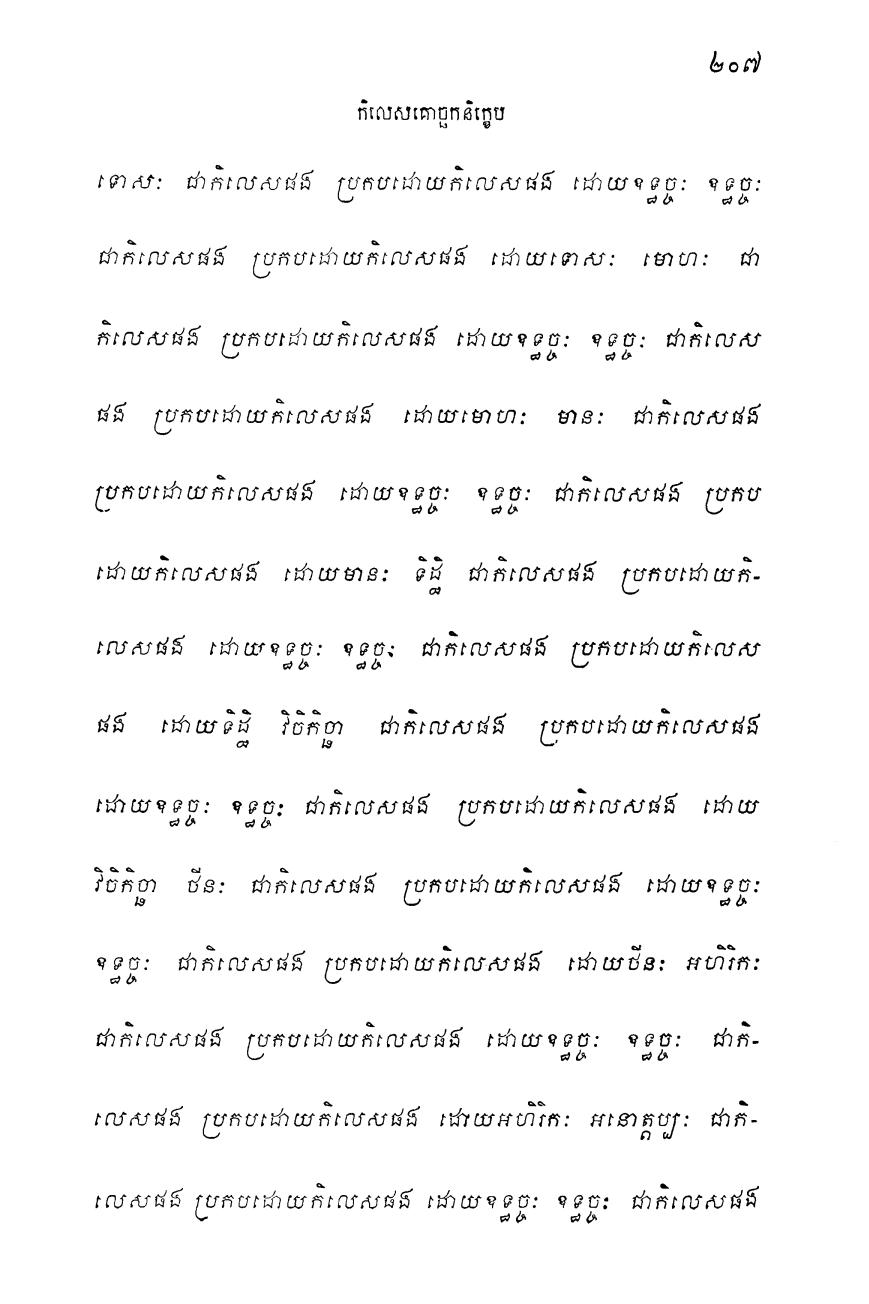 ២០៧
កិលេសគោច្ឆកនិក្ខេប
ទោសៈ ជាកិលេសផង ប្រកបដោយកិលេសផង ដោយឧទ្ធច្ចៈ ឧទ្ធច្ចៈ
ជាកិលេសផង ប្រកបដោយកិលេសផង ដោយទោសៈ មោហៈ ជា
កិលេសផង ប្រកបដោយកិលេសផង ដោយឧទ្ធច្ចៈ ឧទ្ធច្ចៈ ជាកិលេស
ផង ប្រកបដោយកិលេសផង ដោយមោហៈ មានៈ ជាកិលេសផង
ប្រកបដោយកិលេសផង ដោយឧទ្ធច្ចៈ ឧទ្ធច្ចៈ ជាកិលេសផង ប្រកប
ដោយកិលេសផង ដោយមានៈ ទិដ្ឋិ ជាកិលេសផង ប្រកបដោយកិ-
លេសផង ដោយឧទ្ធច្ចៈ ឧទ្ធច្ចៈ ជាកិលេសផង ប្រកបដោយកិលេស
ផង ដោយទិដ្ឋិ វិចិកិច្ឆា ជាកិលេសផង ប្រកបដោយកិលេសផង
ដោយឧទ្ធច្ចៈ ឧទ្ធច្ចៈ ជាកិលេសផង ប្រកបដោយកិលេសផង ដោយ
វិចិកិច្ឆា ថីនៈ ជាកិលេសផង ប្រកបដោយកិលេសផង ដោយឧទ្ធច្ចៈ
ឧទ្ធច្ចៈ ជាកិលេសផង ប្រកបដោយកិលេសផង ដោយថីនៈ អហិរិកៈ
ជាកិលេសផង ប្រកបដោយកិលេសផង ដោយឧទ្ធច្ចៈ ឧទ្ធច្ចៈ ជាកិ-
លេសផង ប្រកបដោយកិលេសផង ដោយអហិរិកៈ អនោត្តប្បៈ ជាកិ-
លេសផង ប្រកបដោយកិលេសផង ដោយឧទ្ធច្ចៈ ឧទ្ធច្ចៈ ជាកិលេសផង